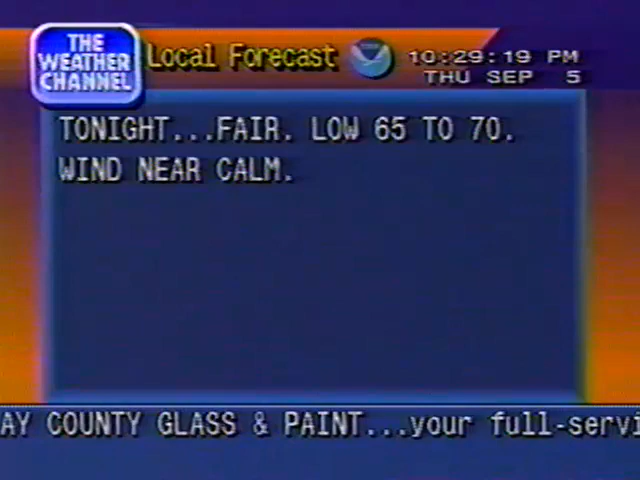 THE
WEATHER
CHANNEL
Local Forecast
10:29:19 PM
THU SEP 5
TONIGHT...FAIR. LOW 65 TO 70.
WIND NEAR CALM.
AY COUNTY GLASS & PAINT...your full-servi